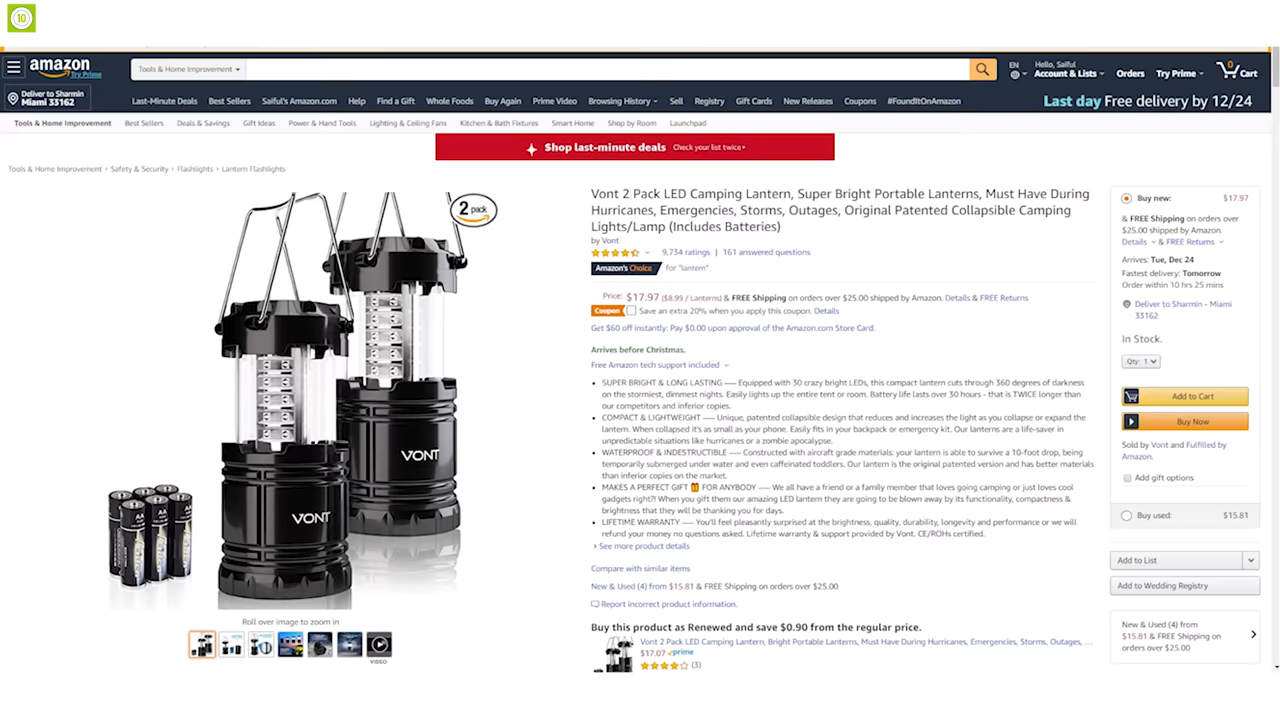 10
amazon
Try Prime
Tools & Home Improvement
EN
Hello, Saiful
Account & Lists
Orders
Try Prime
0
Cart
Deliver to Sharmin
Miami 33162
Last-Minute Deals Best Sellers Saiful's Amazon.com Help Find a Gift Whole Foods Buy Again Prime Video Browsing History Sell Registry Gift Cards New Releases Coupons #FoundItOnAmazon
Last day Free delivery by 12/24
Tools & Home Improvement Best Sellers Deals & Savings Gift Ideas Power & Hand Tools Lighting & Ceiling Fans Kitchen & Bath Fixtures Smart Home Shop by Room Launchpad
Shop last-minute deals Check your list twice
Tools & Home Improvement › Safety & Security › Flashlights › Lantern Flashlights
2 pack
VONT
VONT
AA
AA
AA
Roll over image to zoom in
VIDEO
Vont 2 Pack LED Camping Lantern, Super Bright Portable Lanterns, Must Have During
Hurricanes, Emergencies, Storms, Outages, Original Patented Collapsible Camping
Lights/Lamp (Includes Batteries)
by Vont
9,734 ratings | 161 answered questions
Amazon's Choice for "lantern"
Price: $17.97 ($8.99 / Lanterns) & FREE Shipping on orders over $25.00 shipped by Amazon. Details & FREE Returns
Coupon Save an extra 20% when you apply this coupon. Details
Get $60 off instantly: Pay $0.00 upon approval of the Amazon.com Store Card.
Arrives before Christmas.
Free Amazon tech support included
• SUPER BRIGHT & LONG LASTING —– Equipped with 30 crazy bright LEDs, this compact lantern cuts through 360 degrees of darkness
on the stormiest, dimmest nights. Easily lights up the entire tent or room. Battery life lasts over 30 hours - that is TWICE longer than
our competitors and inferior copies.
• COMPACT & LIGHTWEIGHT —– Unique, patented collapsible design that reduces and increases the light as you collapse or expand the
lantern. When collapsed it's as small as your phone. Easily fits in your backpack or emergency kit. Our lanterns are a life-saver in
unpredictable situations like hurricanes or a zombie apocalypse.
• WATERPROOF & INDESTRUCTIBLE —– Constructed with aircraft grade materials: your lantern is able to survive a 10-foot drop, being
temporarily submerged under water and even caffeinated toddlers. Our lantern is the original patented version and has better materials
than inferior copies on the market.
• MAKES A PERFECT GIFT 🎁 FOR ANYBODY —– We all have a friend or a family member that loves going camping or just loves cool
gadgets right?! When you gift them our amazing LED lantern they are going to be blown away by its functionality, compactness &
brightness that they will be thanking you for days.
• LIFETIME WARRANTY —– You'll feel pleasantly surprised at the brightness, quality, durability, longevity and performance or we will
refund your money no questions asked. Lifetime warranty & support provided by Vont. CE/ROHs certified.
› See more product details
Compare with similar items
New & Used (4) from $15.81 & FREE Shipping on orders over $25.00
Report incorrect product information.
Buy this product as Renewed and save $0.90 from the regular price.
Vont 2 Pack LED Camping Lantern, Bright Portable Lanterns, Must Have During Hurricanes, Emergencies, Storms, Outages, ...
$17.07 prime
(3)
Buy new: $17.97
& FREE Shipping on orders over
$25.00 shipped by Amazon.
Details & FREE Returns
Arrives: Tue, Dec 24
Fastest delivery: Tomorrow
Order within 10 hrs 25 mins
Deliver to Sharmin - Miami
33162
In Stock.
Qty: 1
Add to Cart
Buy Now
Sold by Vont and Fulfilled by
Amazon.
Add gift options
Buy used: $15.81
Add to List
Add to Wedding Registry
New & Used (4) from
$15.81 & FREE Shipping on
orders over $25.00